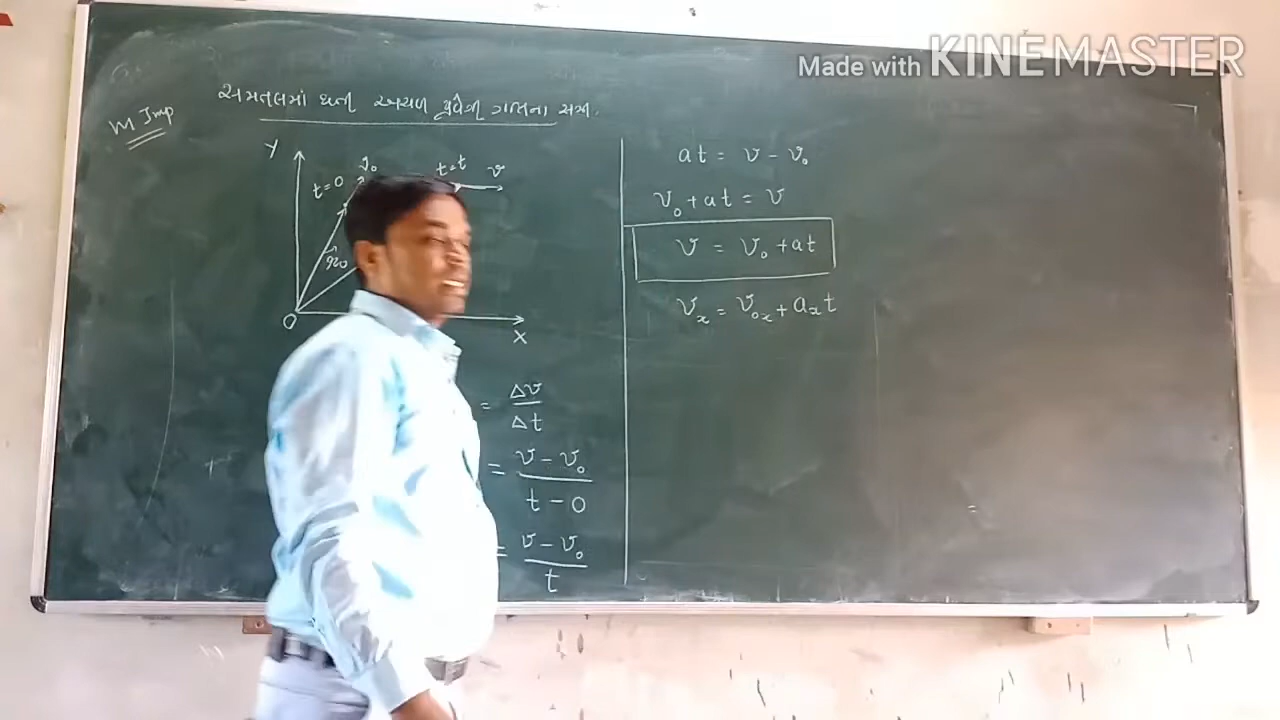 Made with KINEMASTER
M Imp
સમતલમાં થતી અચળ પ્રવેગી ગતિના સૂત્રો.
Y
t=0
v₀
t=t
v
O
X
= Δv / Δt
= v - v₀ / t - 0
= v - v₀ / t
at = v - v₀
v₀ + at = v
v = v₀ + at
vₓ = v₀ₓ + aₓt